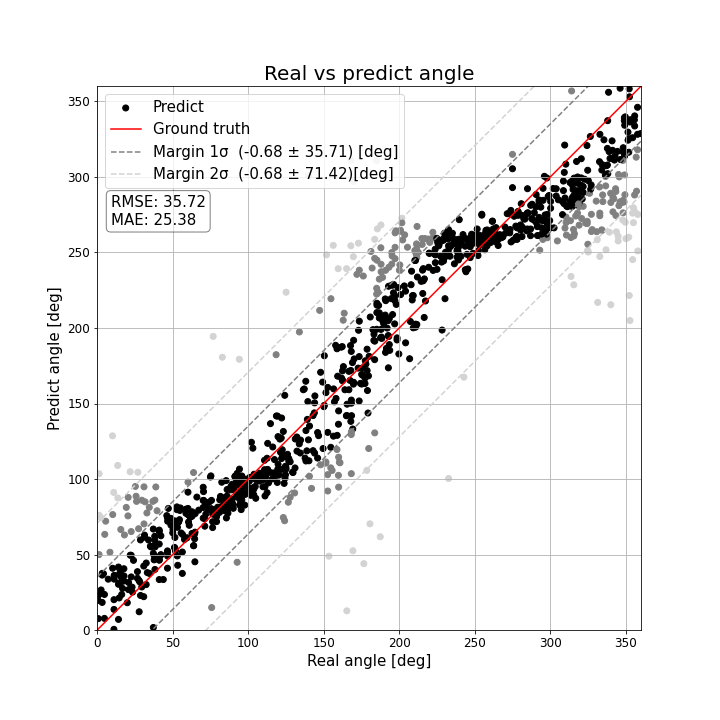 Real vs predict angle
Predict
Ground truth
Margin 1σ (-0.68 ± 35.71) [deg]
Margin 2σ (-0.68 ± 71.42)[deg]
RMSE: 35.72
MAE: 25.38
Predict angle [deg]
350
300
250
200
150
100
50
0
0 50 100 150 200 250 300 350
Real angle [deg]